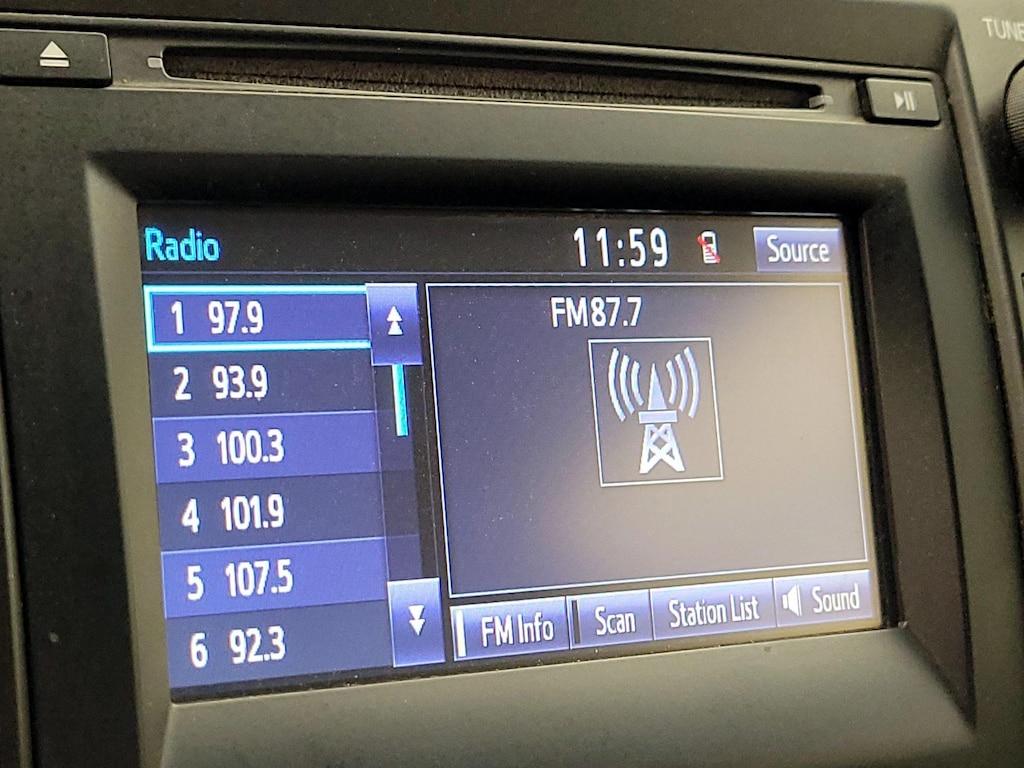 TUNE
Radio
11:59
Source
1 97.9
2 93.9
3 100.3
4 101.9
5 107.5
6 92.3
FM87.7
FM Info
Scan
Station List
Sound